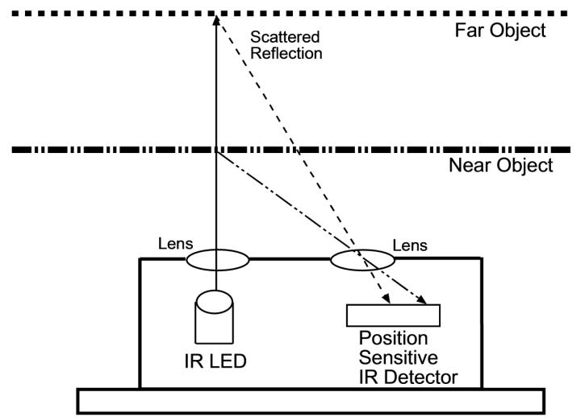 Far Object
Scattered
Reflection
Near Object
Lens
Lens
IR LED
Position
Sensitive
IR Detector